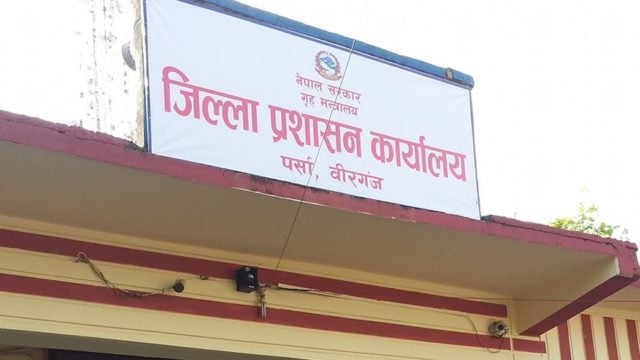 नेपाल सरकार
गृह मन्त्रालय
जिल्ला प्रशासन कार्यालय
पर्सा, वीरगंज